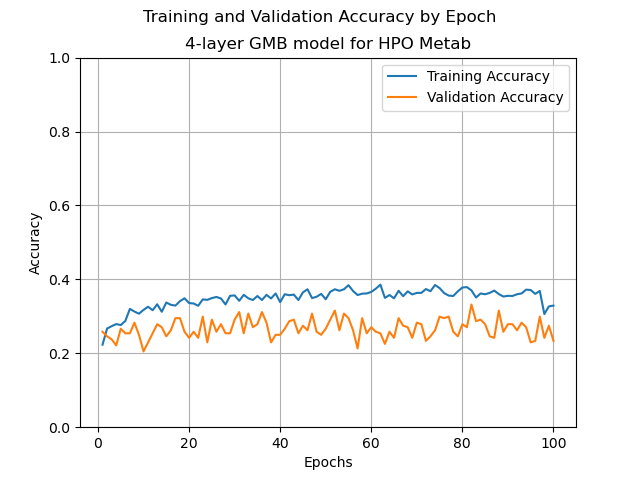 Training and Validation Accuracy by Epoch
4-layer GMB model for HPO Metab
Training Accuracy
Validation Accuracy
1.0
0.8
0.6
0.4
0.2
0.0
Accuracy
0 20 40 60 80 100
Epochs